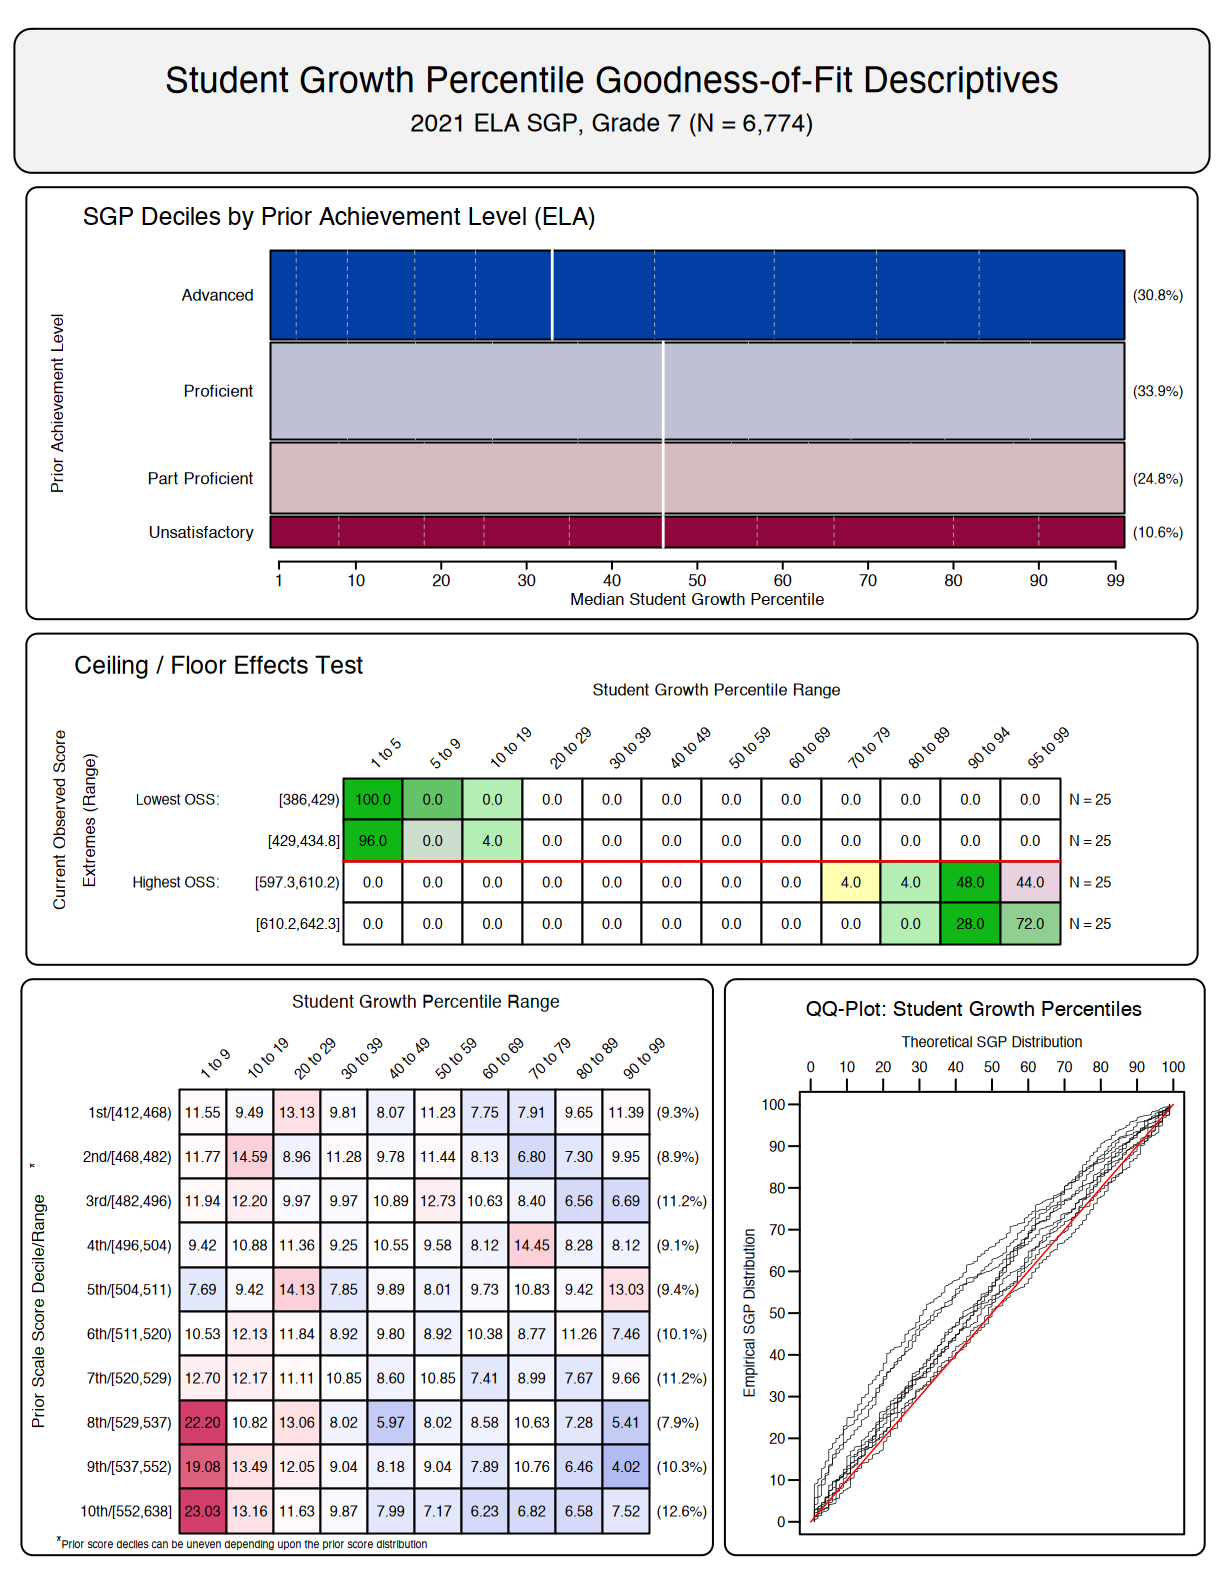 Student Growth Percentile Goodness-of-Fit Descriptives
2021 ELA SGP, Grade 7 (N = 6,774)
SGP Deciles by Prior Achievement Level (ELA)
Prior Achievement Level
Advanced (30.8%)
Proficient (33.9%)
Part Proficient (24.8%)
Unsatisfactory (10.6%)
1 10 20 30 40 50 60 70 80 90 99
Median Student Growth Percentile
Ceiling / Floor Effects Test
Student Growth Percentile Range
Current Observed Score
Extremes (Range)
1 to 5 5 to 9 10 to 19 20 to 29 30 to 39 40 to 49 50 to 59 60 to 69 70 to 79 80 to 89 90 to 94 95 to 99
Lowest OSS: [386,429) 100.0 0.0 0.0 0.0 0.0 0.0 0.0 0.0 0.0 0.0 0.0 0.0 N = 25
[429,434.8] 96.0 0.0 4.0 0.0 0.0 0.0 0.0 0.0 0.0 0.0 0.0 0.0 N = 25
Highest OSS: [597.3,610.2) 0.0 0.0 0.0 0.0 0.0 0.0 0.0 0.0 4.0 4.0 48.0 44.0 N = 25
[610.2,642.3] 0.0 0.0 0.0 0.0 0.0 0.0 0.0 0.0 0.0 0.0 28.0 72.0 N = 25
Student Growth Percentile Range
Prior Scale Score Decile/Range *
1 to 9 10 to 19 20 to 29 30 to 39 40 to 49 50 to 59 60 to 69 70 to 79 80 to 89 90 to 99
1st/[412,468) 11.55 9.49 13.13 9.81 8.07 11.23 7.75 7.91 9.65 11.39 (9.3%)
2nd/[468,482) 11.77 14.59 8.96 11.28 9.78 11.44 8.13 6.80 7.30 9.95 (8.9%)
3rd/[482,496) 11.94 12.20 9.97 9.97 10.89 12.73 10.63 8.40 6.56 6.69 (11.2%)
4th/[496,504) 9.42 10.88 11.36 9.25 10.55 9.58 8.12 14.45 8.28 8.12 (9.1%)
5th/[504,511) 7.69 9.42 14.13 7.85 9.89 8.01 9.73 10.83 9.42 13.03 (9.4%)
6th/[511,520) 10.53 12.13 11.84 8.92 9.80 8.92 10.38 8.77 11.26 7.46 (10.1%)
7th/[520,529) 12.70 12.17 11.11 10.85 8.60 10.85 7.41 8.99 7.67 9.66 (11.2%)
8th/[529,537) 22.20 10.82 13.06 8.02 5.97 8.02 8.58 10.63 7.28 5.41 (7.9%)
9th/[537,552) 19.08 13.49 12.05 9.04 8.18 9.04 7.89 10.76 6.46 4.02 (10.3%)
10th/[552,638] 23.03 13.16 11.63 9.87 7.99 7.17 6.23 6.82 6.58 7.52 (12.6%)
*Prior score deciles can be uneven depending upon the prior score distribution
QQ-Plot: Student Growth Percentiles
Theoretical SGP Distribution
0 10 20 30 40 50 60 70 80 90 100
Empirical SGP Distribution
100
90
80
70
60
50
40
30
20
10
0